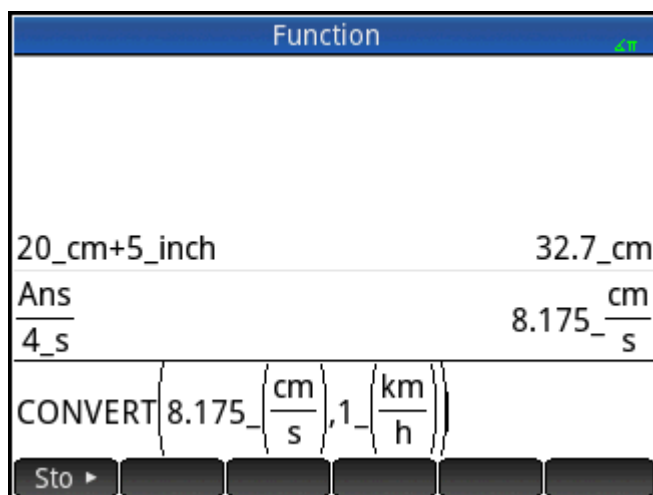 Function
∡π
20_cm+5_inch 32.7_cm
Ans
4_s
8.175_cm
s
CONVERT(8.175_(cm
s),1_(km
h))
Sto ►